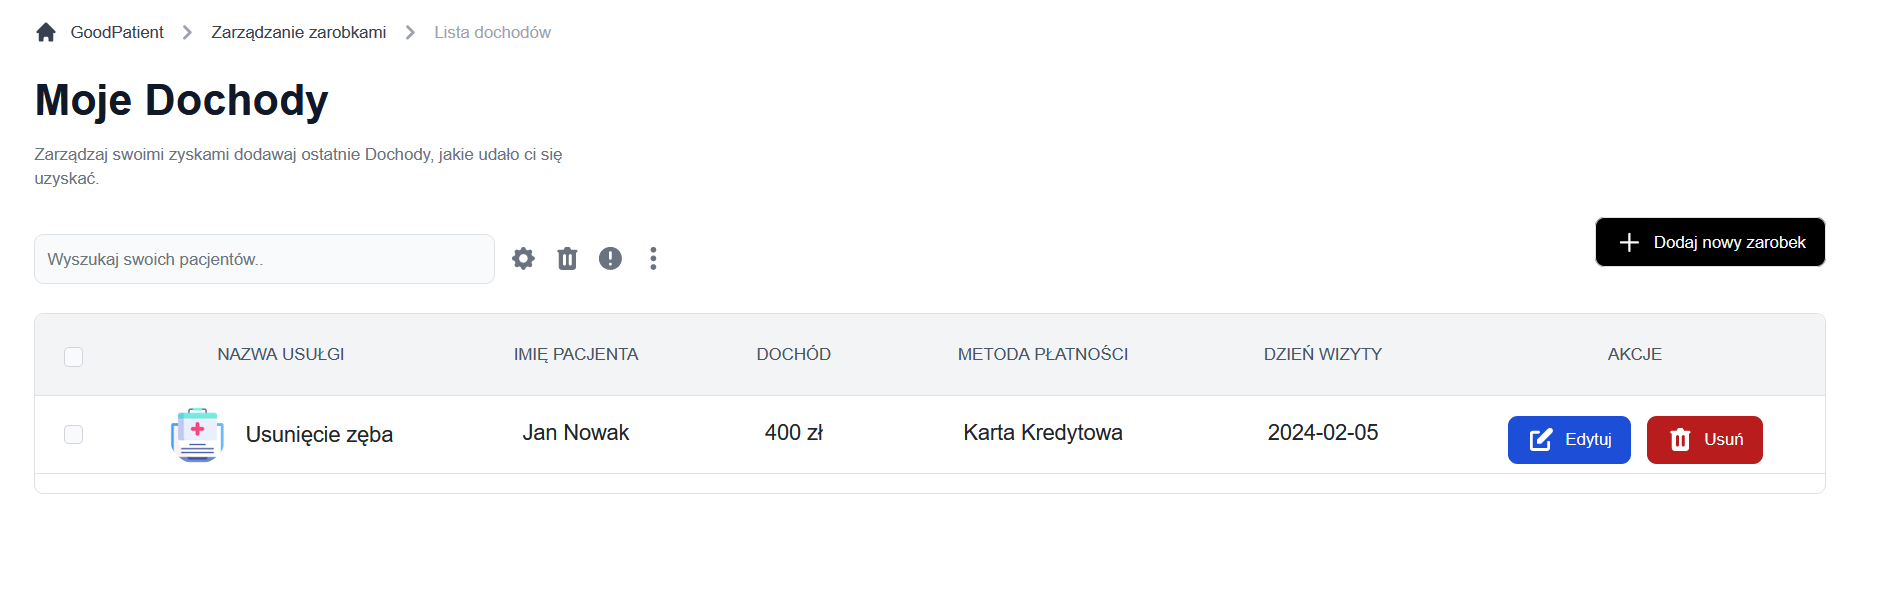 GoodPatient Zarządzanie zarobkami Lista dochodów
Moje Dochody
Zarządzaj swoimi zyskami dodawaj ostatnie Dochody, jakie udało ci się
uzyskać.
Dodaj nowy zarobek
Wyszukaj swoich pacjentów..
NAZWA USUŁGI IMIĘ PACJENTA DOCHÓD METODA PŁATNOŚCI DZIEŃ WIZYTY AKCJE
Usunięcie zęba Jan Nowak 400 zł Karta Kredytowa 2024-02-05 Edytuj Usuń